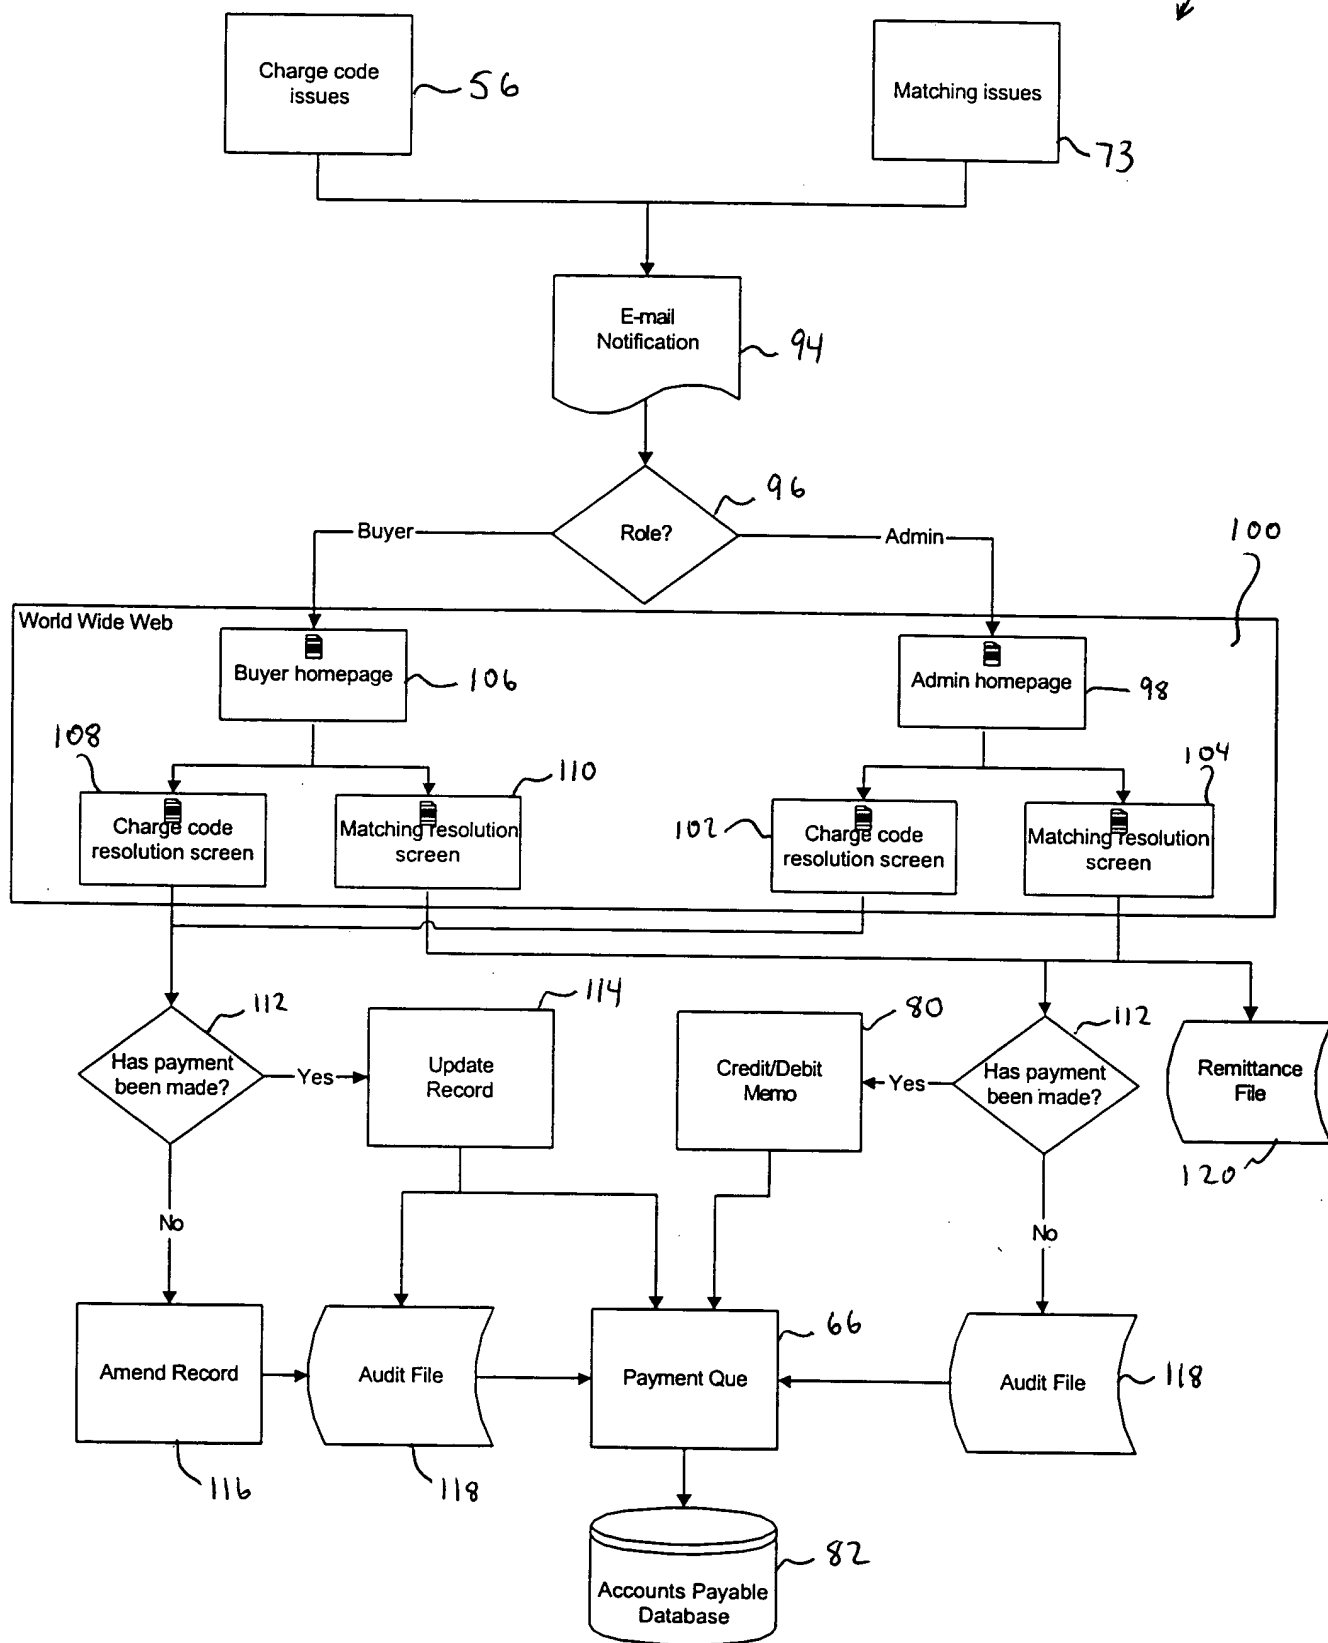 Charge code
issues
56
Matching issues
73
E-mail
Notification
94
96
Role?
Buyer
Admin
100
World Wide Web
Buyer homepage
106
Admin homepage
98
108
110
104
Charge code
resolution screen
Matching resolution
screen
102
Charge code
resolution screen
Matching resolution
screen
112
114
80
112
Has payment
been made?
Yes
Update
Record
Credit/Debit
Memo
Yes
Has payment
been made?
Remittance
File
120
No
No
Amend Record
116
Audit File
118
Payment Que
66
Audit File
118
Accounts Payable
Database
82